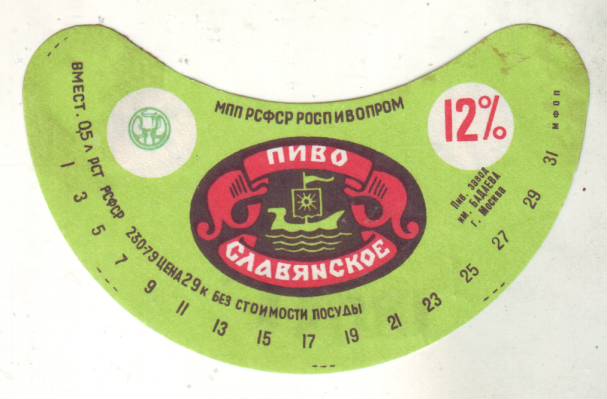 МПП РСФСР РОСПИВОПРОМ
12%
ПИВО
СЛАВЯНСКОЕ
Пив. завод
им. БАДАЕВА
г. Москва
МФОП
ВМЕСТ. 0,5 л РСТ РСФСР 230-79 ЦЕНА 29 к БЕЗ СТОИМОСТИ ПОСУДЫ
1 3 5 7 9 11 13 15 17 19 21 23 25 27 29 31